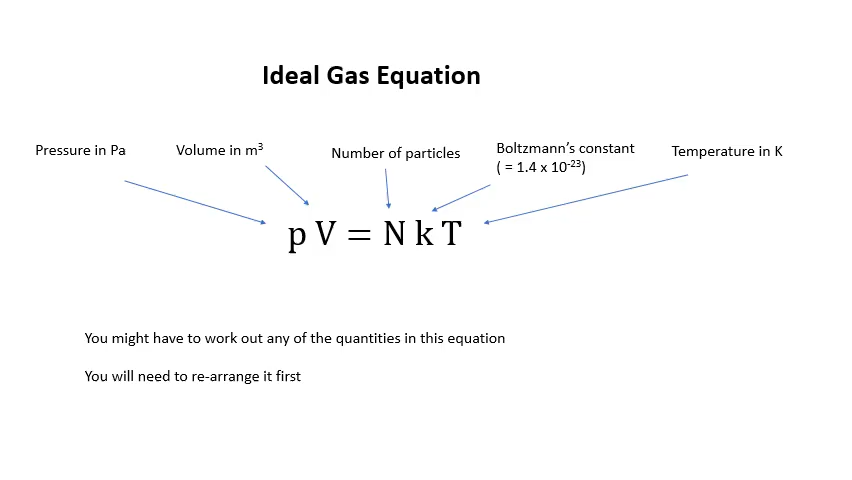 Ideal Gas Equation
Pressure in Pa
Volume in m³
Number of particles
Boltzmann’s constant
( = 1.4 x 10⁻²³)
Temperature in K
p V = N k T
You might have to work out any of the quantities in this equation
You will need to re-arrange it first